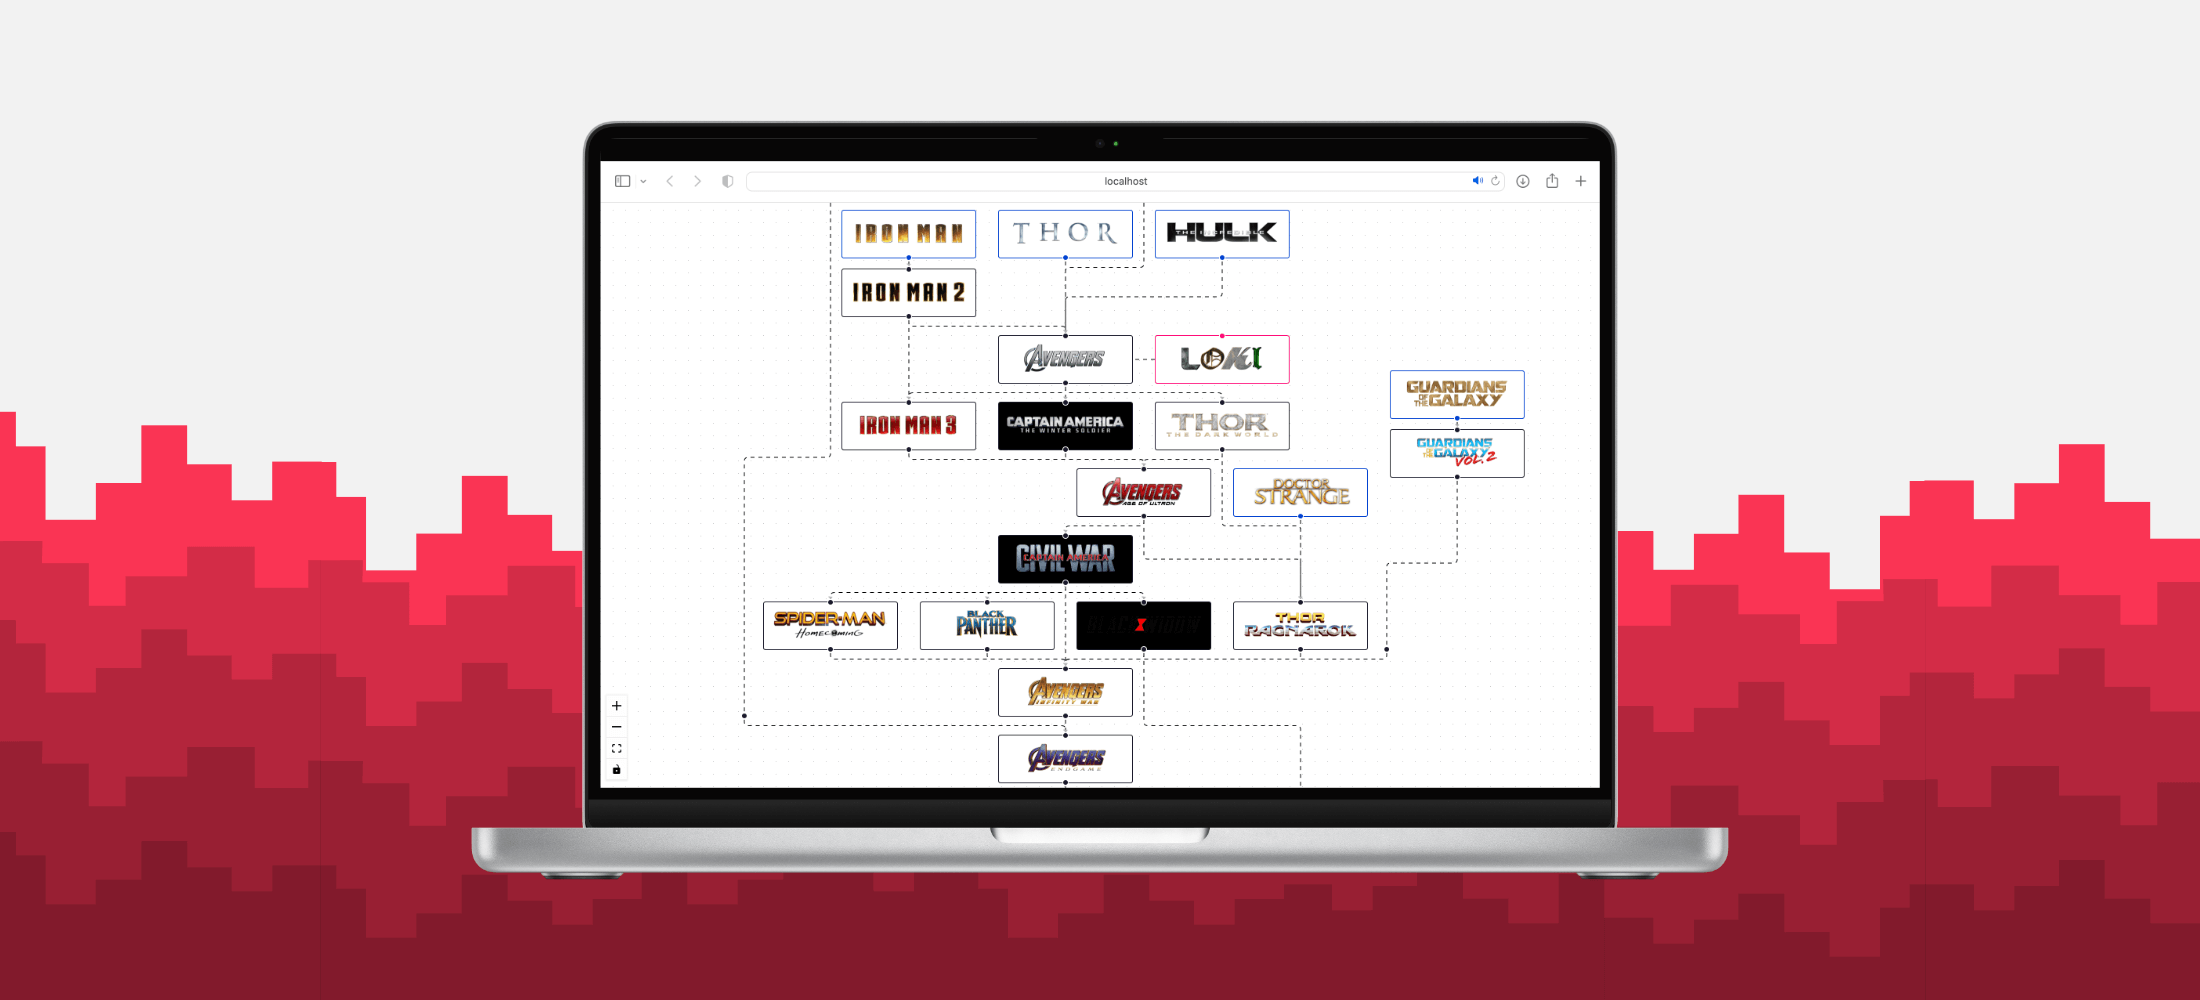 localhost
IRON MAN
THOR
HULK
THE INCREDIBLE
IRON MAN 2
AVENGERS
LOKI
GUARDIANS
OF THE GALAXY
IRON MAN 3
CAPTAIN AMERICA
THE WINTER SOLDIER
THOR
THE DARK WORLD
GUARDIANS
OF THE GALAXY
VOL. 2
AVENGERS
AGE OF ULTRON
DOCTOR
STRANGE
CIVIL WAR
CAPTAIN AMERICA
SPIDER-MAN
HOMECOMING
BLACK
PANTHER
BLACK WIDOW
THOR
RAGNAROK
AVENGERS
INFINITY WAR
AVENGERS
ENDGAME